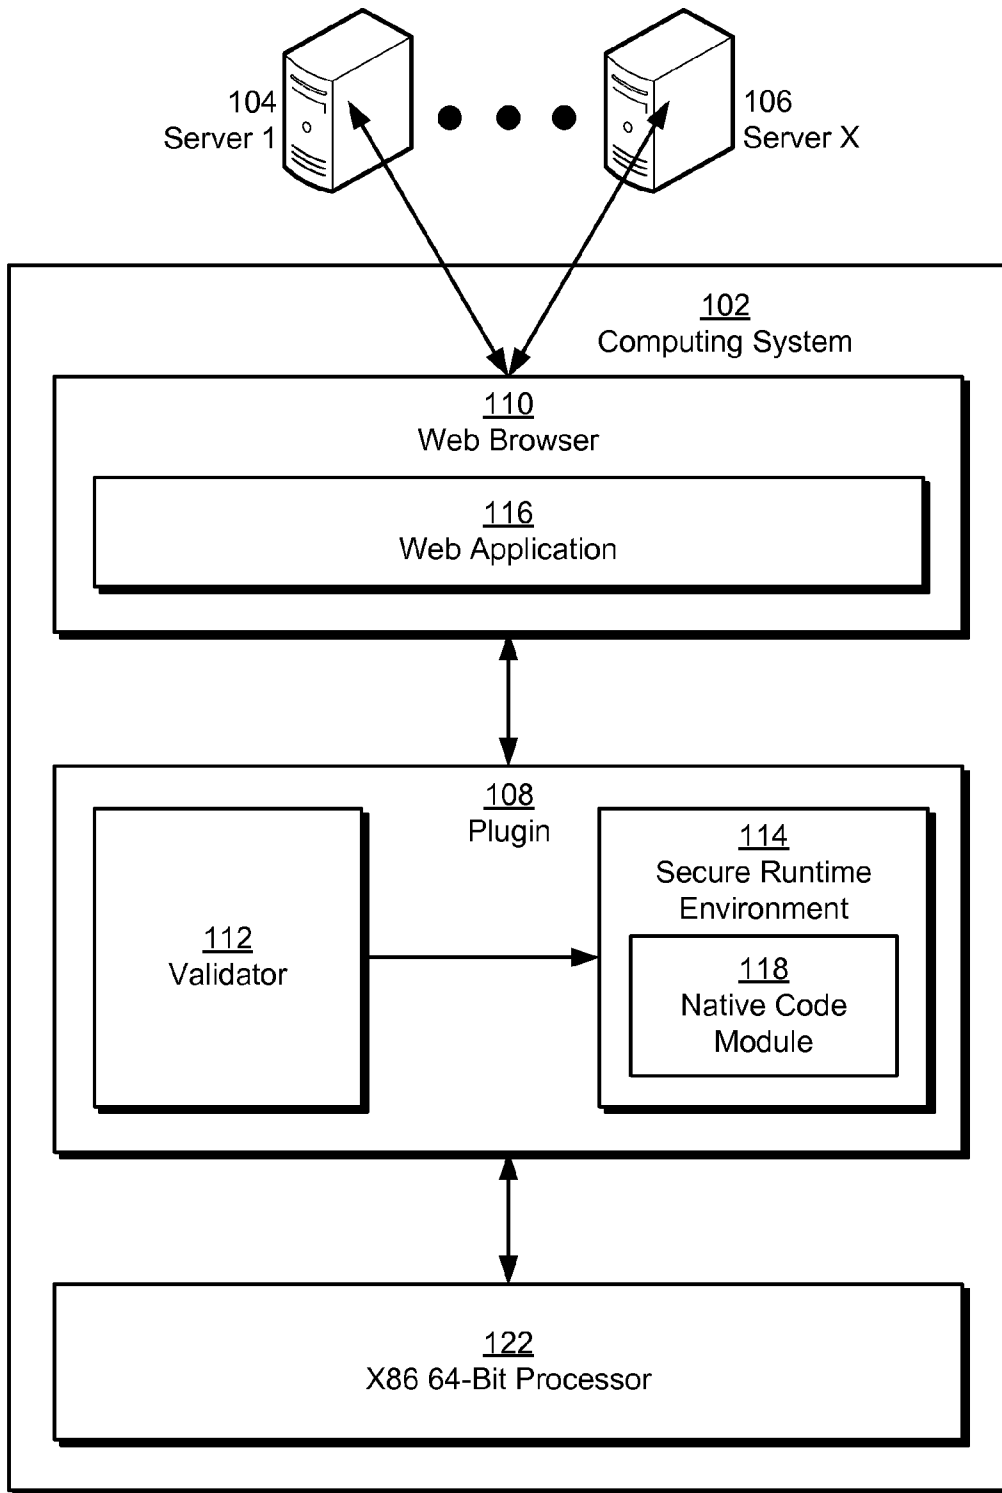 104
Server 1
106
Server X
102
Computing System
110
Web Browser
116
Web Application
108
Plugin
112
Validator
114
Secure Runtime
Environment
118
Native Code
Module
122
X86 64-Bit Processor